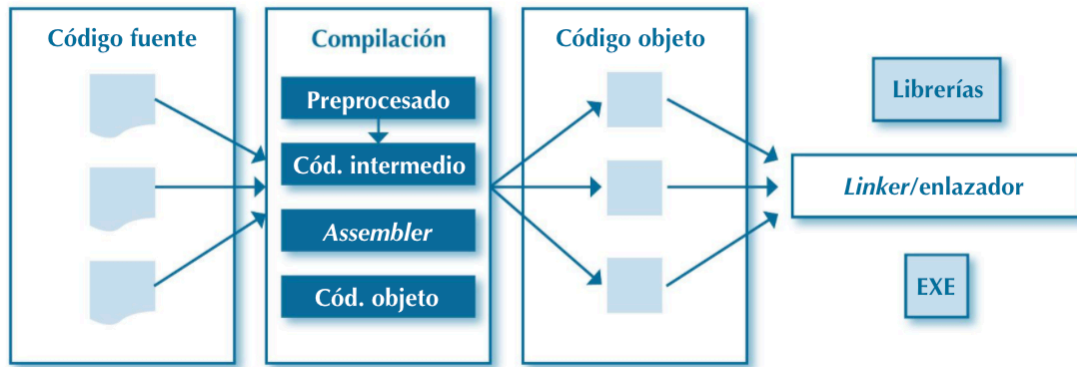 Código fuente
Compilación
Preprocesado
Cód. intermedio
Assembler
Cód. objeto
Código objeto
Librerías
Linker/enlazador
EXE